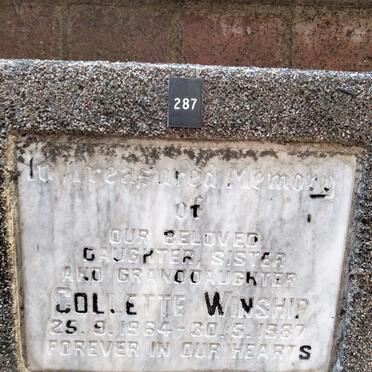 287
In Treasured Memory
of
OUR BELOVED
DAUGHTER, SISTER
AND GRANDDAUGHTER
COLLETTE WINSHIP
25.9.1964 - 30.5.1987
FOREVER IN OUR HEARTS